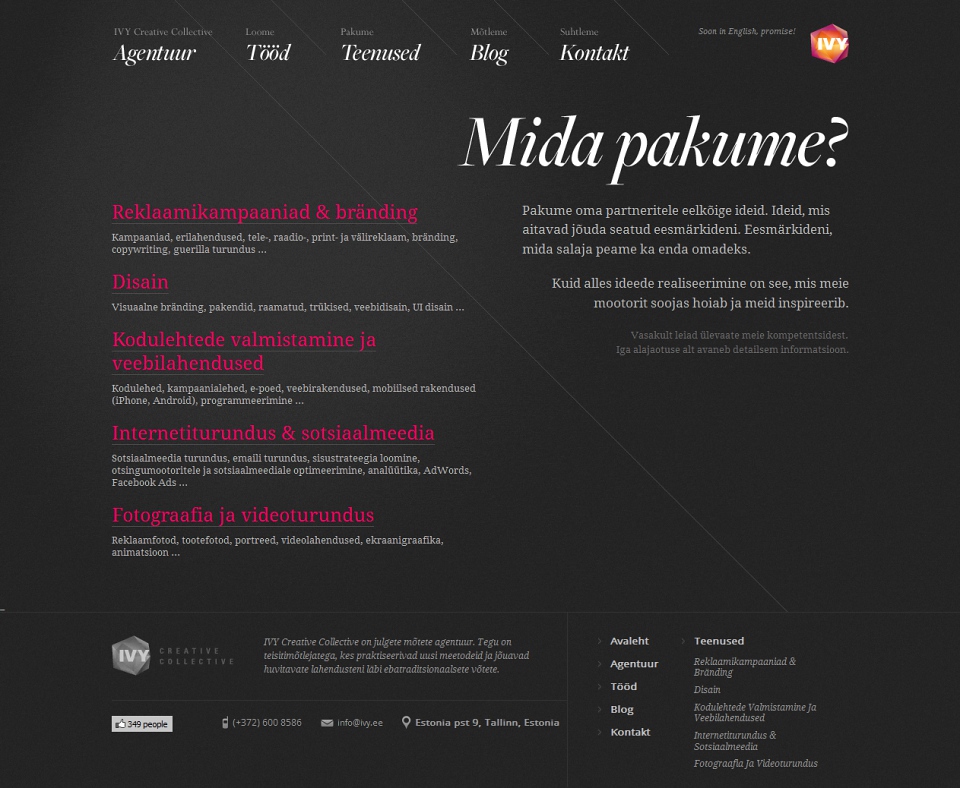 IVY Creative Collective
Agentuur
Loome
Tööd
Pakume
Teenused
Mõtleme
Blog
Suhtleme
Kontakt
Soon in English, promise!
IVY
Mida pakume?
Reklaamikampaaniad & bränding
Kampaaniad, erilahendused, tele-, raadio-, print- ja välireklaam, bränding,
copywriting, guerilla turundus ...
Disain
Visuaalne bränding, pakendid, raamatud, trükised, veebidisain, UI disain ...
Kodulehtede valmistamine ja
veebilahendused
Kodulehed, kampaanialehed, e-poed, veebirakendused, mobiilsed rakendused
(iPhone, Android), programmeerimine ...
Internetiturundus & sotsiaalmeedia
Sotsiaalmeedia turundus, emaili turundus, sisustrateegia loomine,
otsingumootoritele ja sotsiaalmeediale optimeerimine, analüütika, AdWords,
Facebook Ads ...
Fotograafia ja videoturundus
Reklaamfotod, tootefotod, portreed, videolahendused, ekraanigraafika,
animatsioon ...
Pakume oma partneritele eelkõige ideid. Ideid, mis
aitavad jõuda seatud eesmärkideni. Eesmärkideni,
mida salaja peame ka enda omadeks.
Kuid alles ideede realiseerimine on see, mis meie
mootorit soojas hoiab ja meid inspireerib.
Vasakult leiad ülevaate meie kompetentsidest.
Iga alajaotuse alt avaneb detailsem informatsioon.
IVY
CREATIVE
COLLECTIVE
IVY Creative Collective on julgete mõtete agentuur. Tegu on
teisitimõtlejatega, kes praktiseerivad uusi meetodeid ja jõuavad
huvitavate lahendusteni läbi ebatraditsionaalsete võtete.
349 people
(+372) 600 8586
info@ivy.ee
Estonia pst 9, Tallinn, Estonia
Avaleht
Agentuur
Tööd
Blog
Kontakt
Teenused
Reklaamikampaaniad &
Bränding
Disain
Kodulehtede Valmistamine Ja
Veebilahendused
Internetiturundus &
Sotsiaalmeedia
Fotograafia Ja Videoturundus